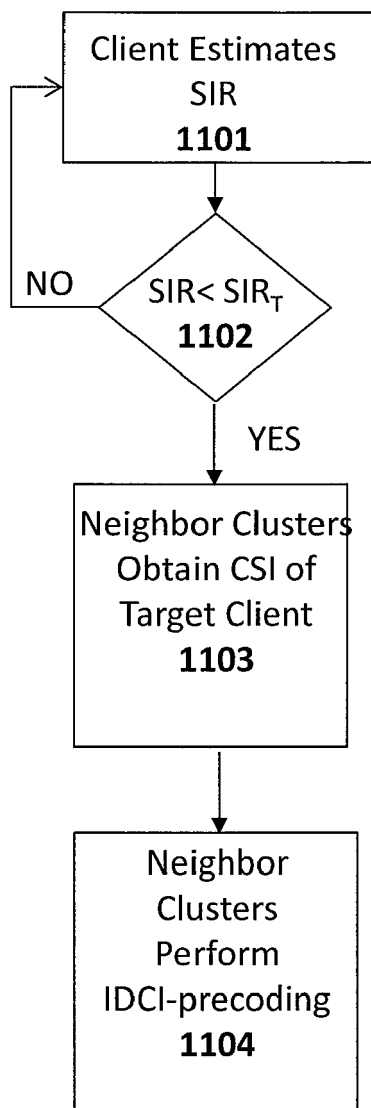 Client Estimates
SIR
1101
NO
SIR< SIR_T
1102
YES
Neighbor Clusters
Obtain CSI of
Target Client
1103
Neighbor
Clusters
Perform
IDCI-precoding
1104